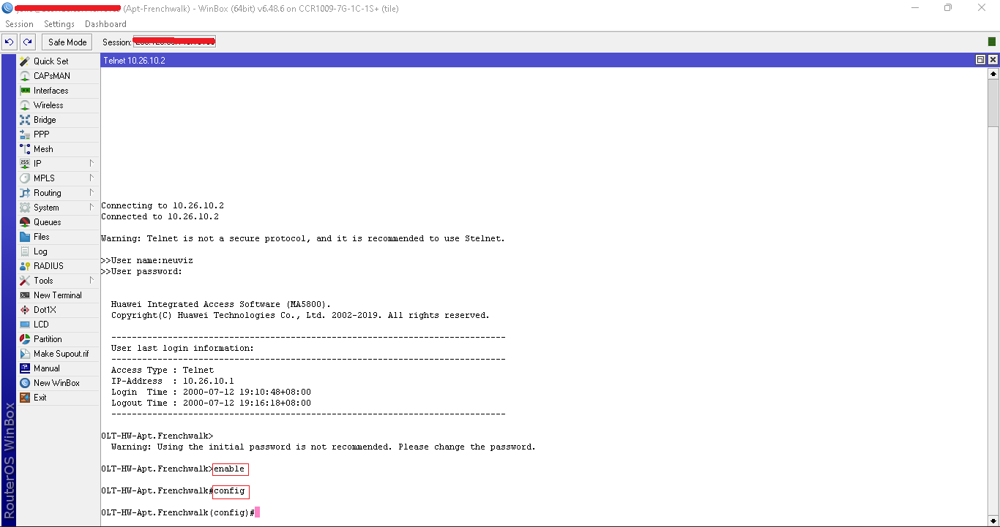 (Apt-Frenchwalk) - WinBox (64bit) v6.48.6 on CCR1009-7G-1C-1S+ (tile)
Session Settings Dashboard
Safe Mode Session:
Telnet 10.26.10.2
Quick Set
CAPsMAN
Interfaces
Wireless
Bridge
PPP
Mesh
IP
MPLS
Routing
System
Queues
Files
Log
RADIUS
Tools
New Terminal
Dot1X
LCD
Partition
Make Supout.rif
Manual
New WinBox
Exit
RouterOS WinBox
Connecting to 10.26.10.2
Connected to 10.26.10.2
Warning: Telnet is not a secure protocol, and it is recommended to use Stelnet.
>>User name:neuviz
>>User password:
Huawei Integrated Access Software (MA5800).
Copyright(C) Huawei Technologies Co., Ltd. 2002-2019. All rights reserved.
-----------------------------------------------------------------------------
User last login information:
-----------------------------------------------------------------------------
Access Type : Telnet
IP-Address  : 10.26.10.1
Login  Time : 2000-07-12 19:10:48+08:00
Logout Time : 2000-07-12 19:16:18+08:00
-----------------------------------------------------------------------------
OLT-HW-Apt.Frenchwalk>
Warning: Using the initial password is not recommended. Please change the password.
OLT-HW-Apt.Frenchwalk>enable
OLT-HW-Apt.Frenchwalk#config
OLT-HW-Apt.Frenchwalk(config)#